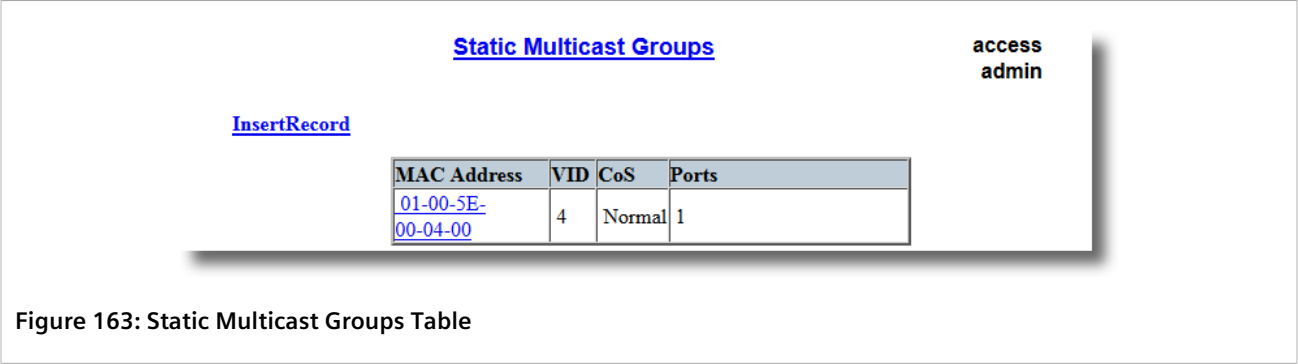 Static Multicast Groups
access
admin
InsertRecord
MAC Address VID CoS Ports
01-00-5E-
00-04-00 4 Normal 1
Figure 163: Static Multicast Groups Table